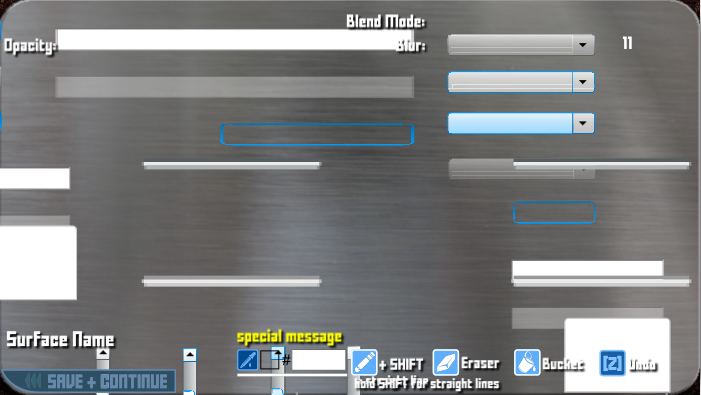 Blend Mode:
Opacity:
Blur:
11
Surface Name
special message
#
+ SHIFT
Eraser
Bucket
[Z]
Undo
hold SHIFT for straight lines
<<< SAVE + CONTINUE